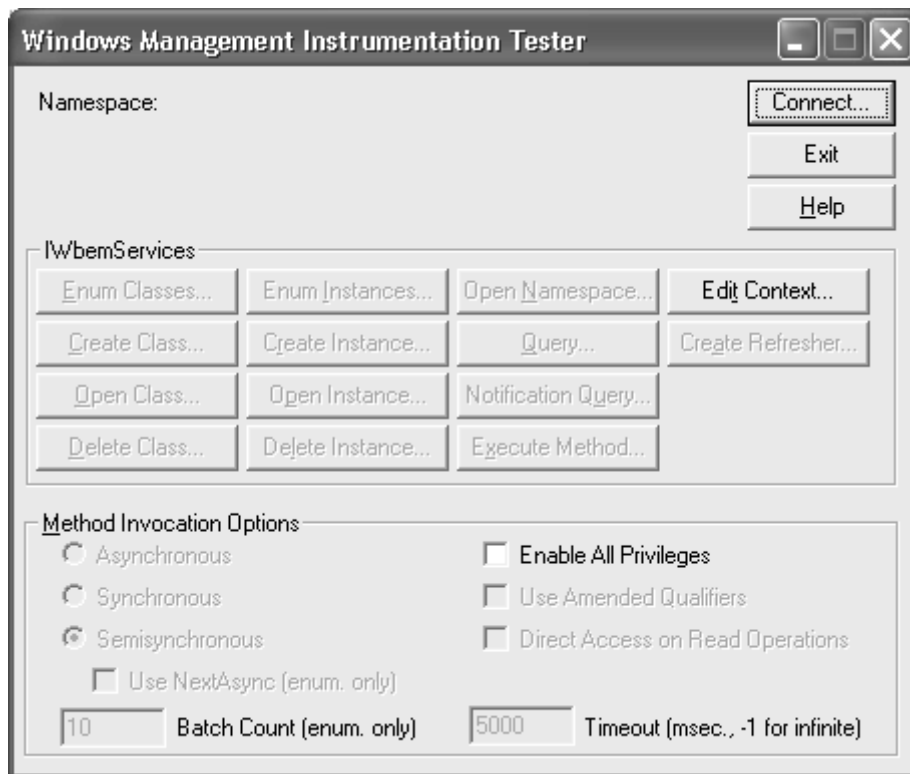 Windows Management Instrumentation Tester
Namespace:
Connect...
Exit
Help
IWbemServices
Enum Classes... Enum Instances... Open Namespace... Edit Context...
Create Class... Create Instance... Query... Create Refresher...
Open Class... Open Instance... Notification Query...
Delete Class... Delete Instance... Execute Method...
Method Invocation Options
Asynchronous Enable All Privileges
Synchronous Use Amended Qualifiers
Semisynchronous Direct Access on Read Operations
Use NextAsync (enum. only)
10 Batch Count (enum. only) 5000 Timeout (msec., -1 for infinite)